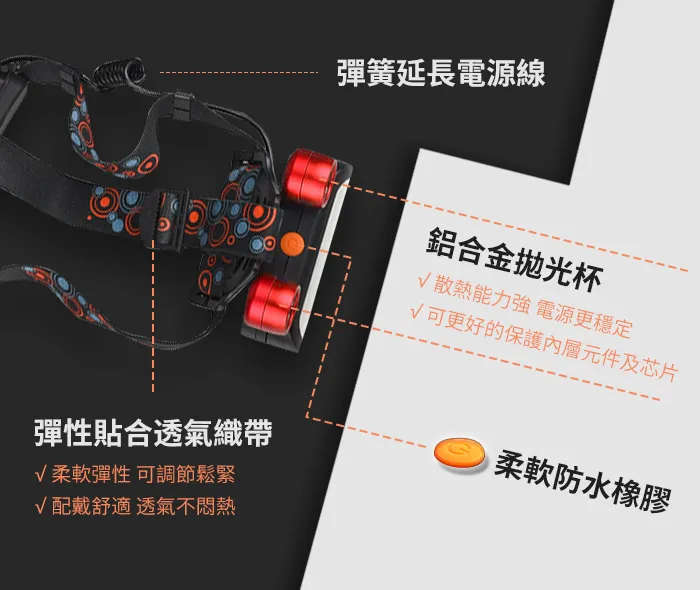 彈簧延長電源線
鋁合金拋光杯
√ 散熱能力強 電源更穩定
√ 可更好的保護內層元件及芯片
彈性貼合透氣織帶
√ 柔軟彈性 可調節鬆緊
√ 配戴舒適 透氣不悶熱
柔軟防水橡膠